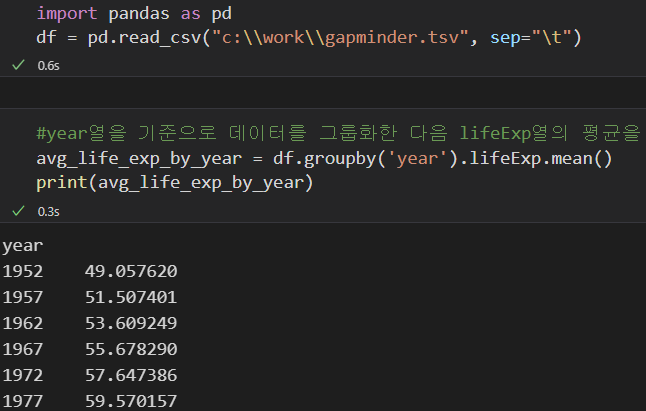 import pandas as pd
df = pd.read_csv("c:\\work\\gapminder.tsv", sep="\t")
✓ 0.6s
#year열을 기준으로 데이터를 그룹화한 다음 lifeExp열의 평균을
avg_life_exp_by_year = df.groupby('year').lifeExp.mean()
print(avg_life_exp_by_year)
✓ 0.3s
year
1952    49.057620
1957    51.507401
1962    53.609249
1967    55.678290
1972    57.647386
1977    59.570157